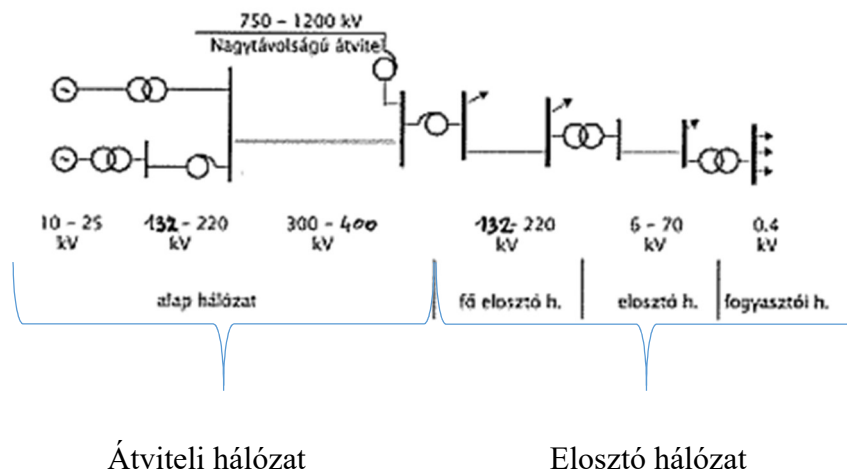 750 – 1200 kV
Nagytávolságú átvitel
10 – 25 kV
132 – 220 kV
300 – 400 kV
132 – 220 kV
6 – 70 kV
0.4 kV
alap hálózat
fő elosztó h.
elosztó h.
fogyasztói h.
Átviteli hálózat
Elosztó hálózat